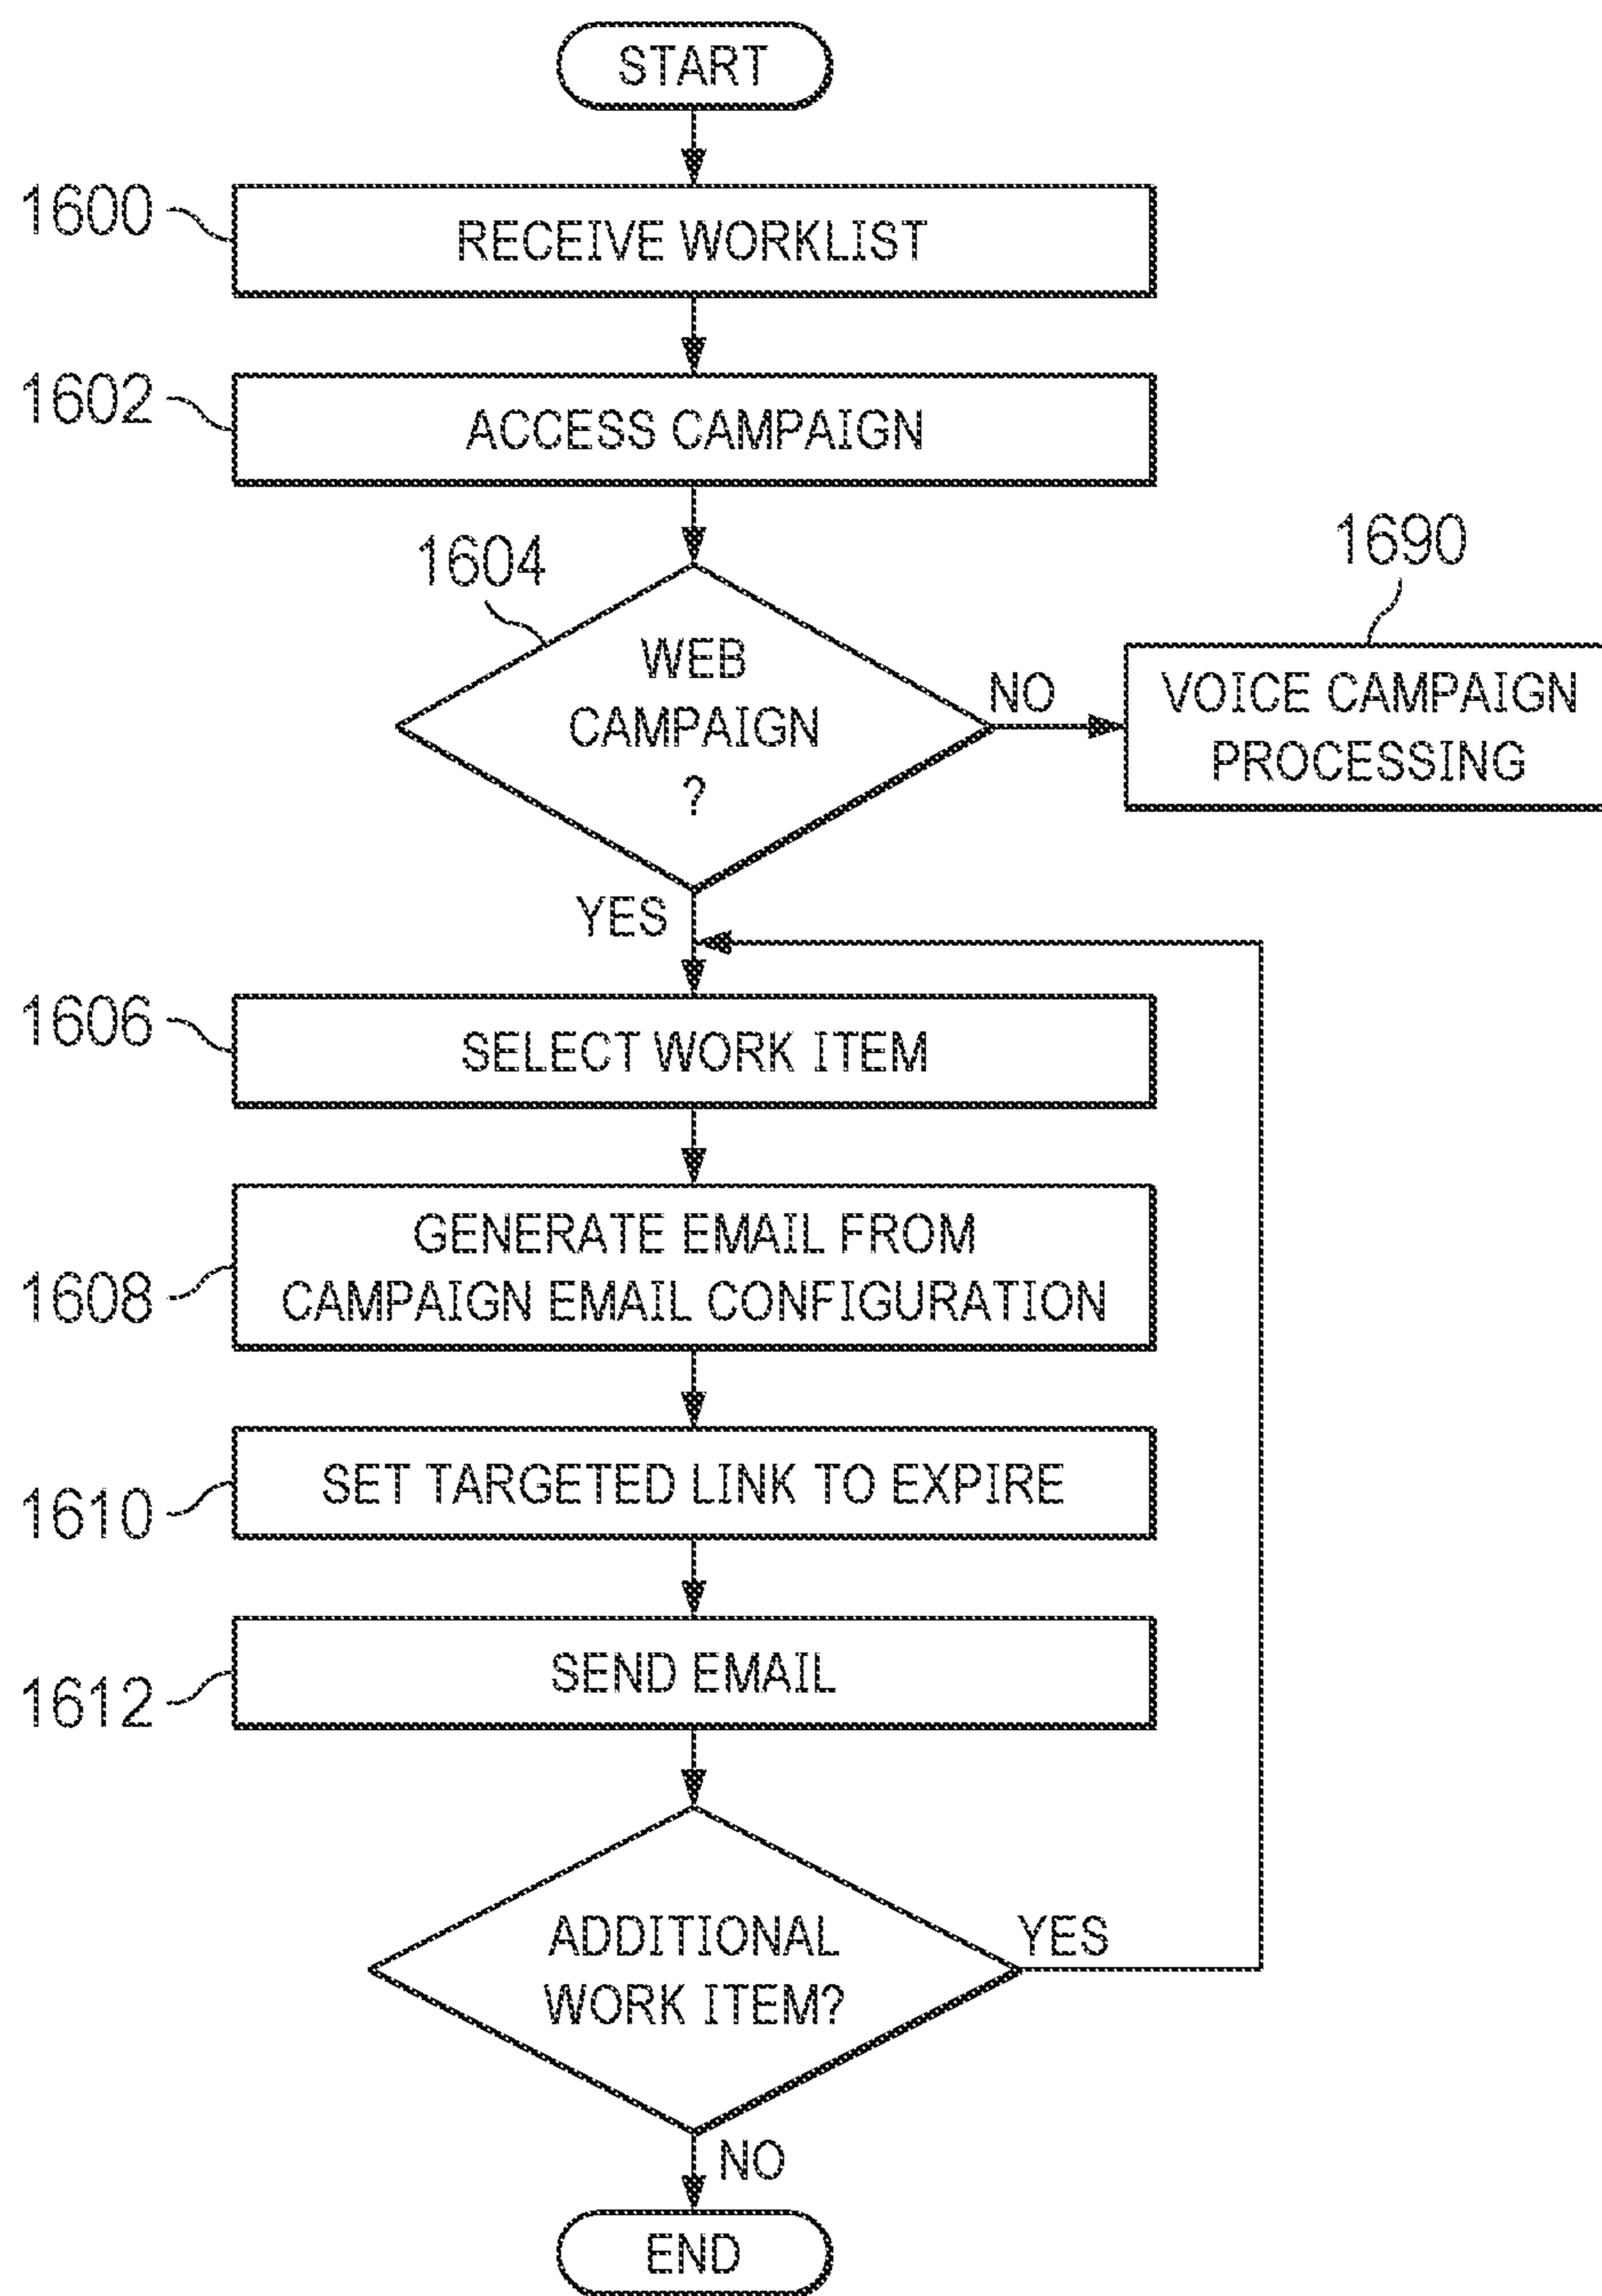 START
1600
RECEIVE WORKLIST
1602
ACCESS CAMPAIGN
1604
1690
WEB
CAMPAIGN
?
NO
VOICE CAMPAIGN
PROCESSING
YES
1606
SELECT WORK ITEM
1608
GENERATE EMAIL FROM
CAMPAIGN EMAIL CONFIGURATION
1610
SET TARGETED LINK TO EXPIRE
1612
SEND EMAIL
ADDITIONAL
WORK ITEM?
YES
NO
END